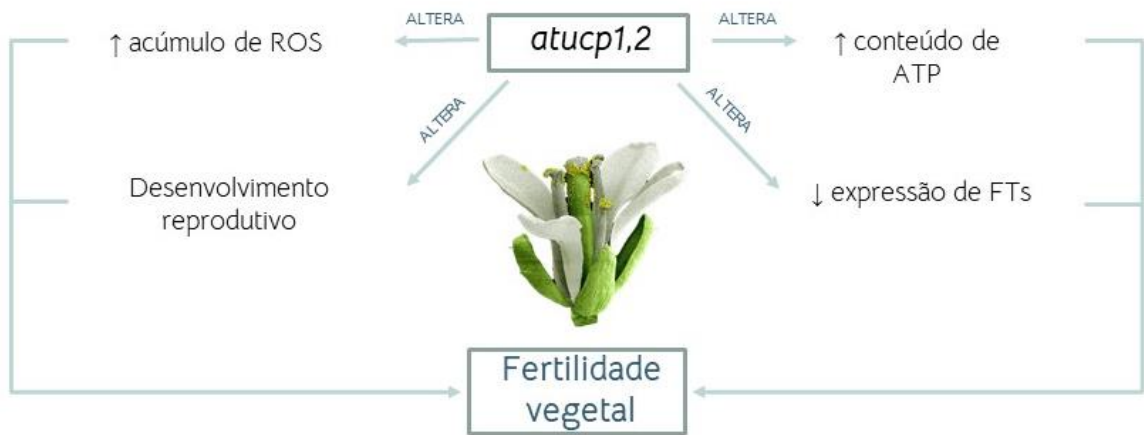 ALTERA
ALTERA
↑ acúmulo de ROS
atucp1,2
↑ conteúdo de
ATP
ALTERA
ALTERA
Desenvolvimento
reprodutivo
↓ expressão de FTs
Fertilidade
vegetal